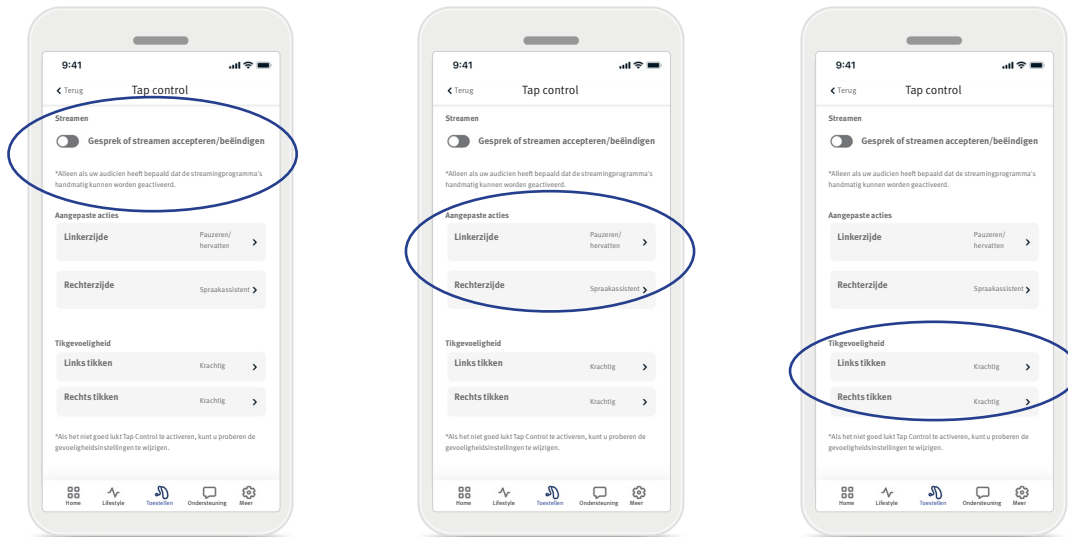 9:41
Terug Tap control
Streamen
Gesprek of streamen accepteren/beëindigen
*Alleen als uw audicien heeft bepaald dat de streamingprogramma's
handmatig kunnen worden geactiveerd.
Aangepaste acties
Linkerzijde Pauzeren/
hervatten
Rechterzijde Spraakassistent
Tikgevoeligheid
Links tikken Krachtig
Rechts tikken Krachtig
*Als het niet goed lukt Tap Control te activeren, kunt u proberen de
gevoeligheidsinstellingen te wijzigen.
Home Lifestyle Toestellen Ondersteuning Meer
9:41
Terug Tap control
Streamen
Gesprek of streamen accepteren/beëindigen
*Alleen als uw audicien heeft bepaald dat de streamingprogramma's
handmatig kunnen worden geactiveerd.
Aangepaste acties
Linkerzijde Pauzeren/
hervatten
Rechterzijde Spraakassistent
Tikgevoeligheid
Links tikken Krachtig
Rechts tikken Krachtig
*Als het niet goed lukt Tap Control te activeren, kunt u proberen de
gevoeligheidsinstellingen te wijzigen.
Home Lifestyle Toestellen Ondersteuning Meer
9:41
Terug Tap control
Streamen
Gesprek of streamen accepteren/beëindigen
*Alleen als uw audicien heeft bepaald dat de streamingprogramma's
handmatig kunnen worden geactiveerd.
Aangepaste acties
Linkerzijde Pauzeren/
hervatten
Rechterzijde Spraakassistent
Tikgevoeligheid
Links tikken Krachtig
Rechts tikken Krachtig
*Als het niet goed lukt Tap Control te activeren, kunt u proberen de
gevoeligheidsinstellingen te wijzigen.
Home Lifestyle Toestellen Ondersteuning Meer